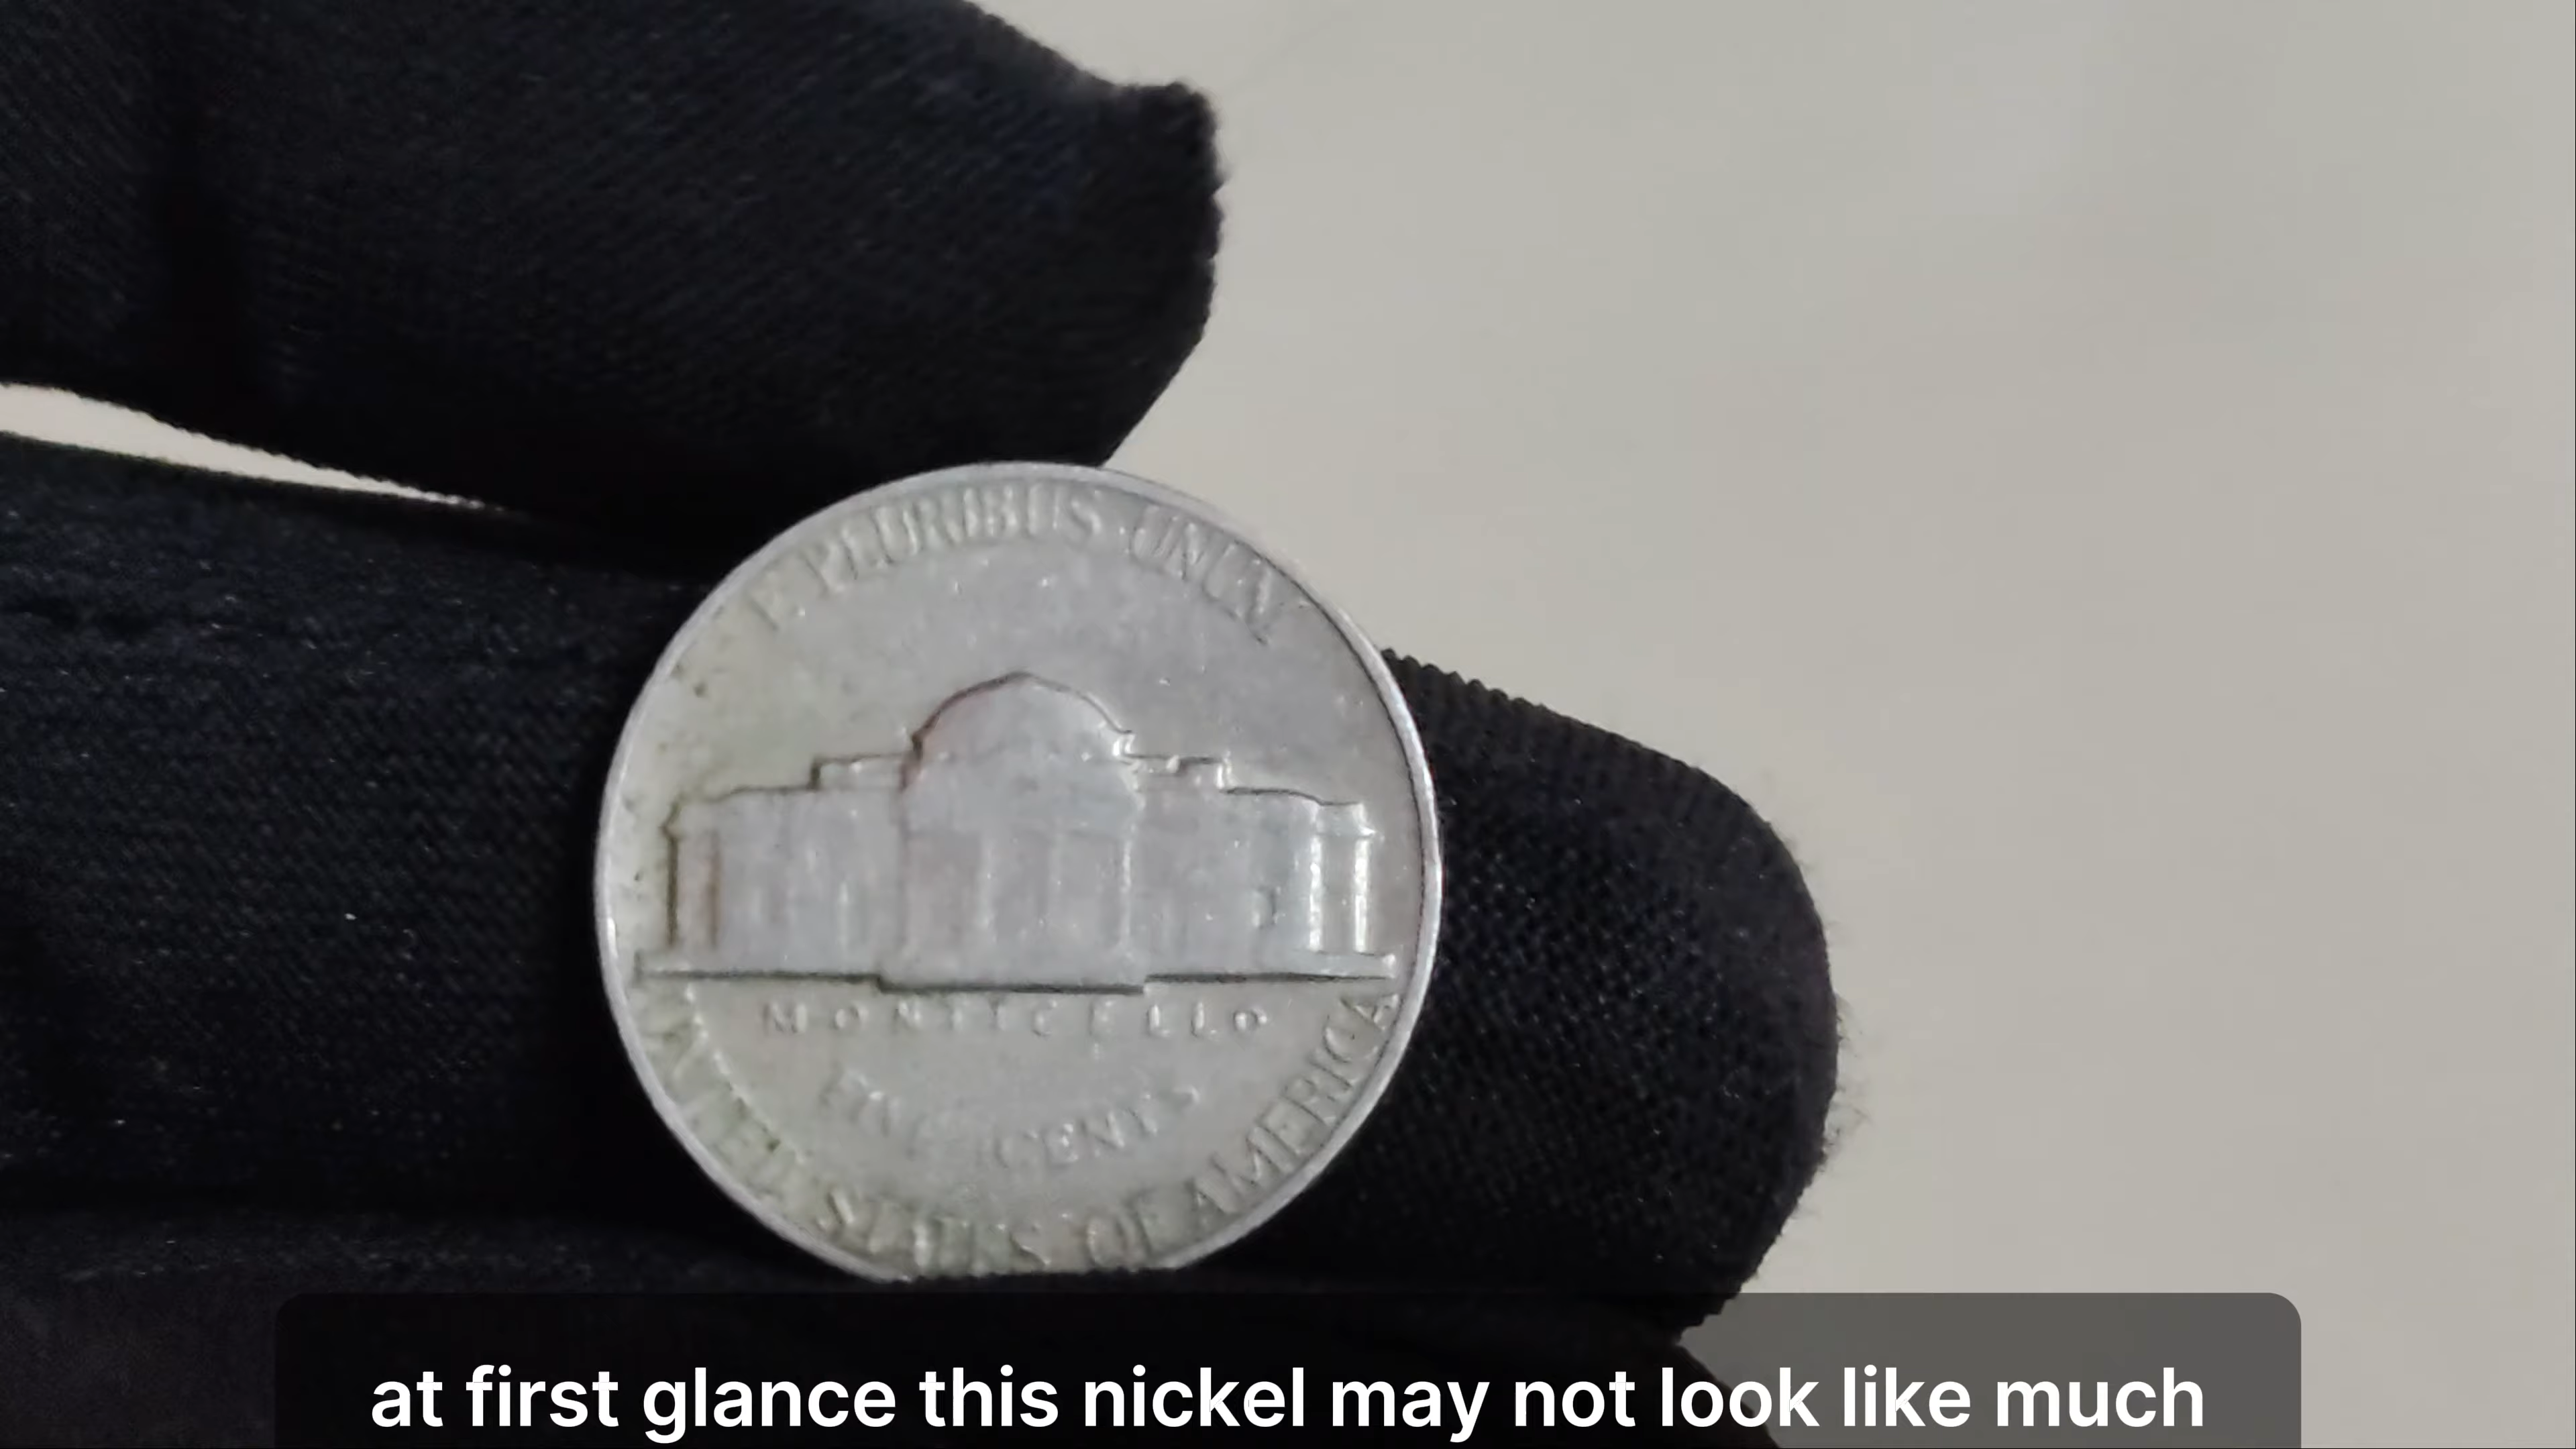 E PLURIBUS UNUM
MONTICELLO
FIVE CENTS
UNITED STATES OF AMERICA
at first glance this nickel may not look like much